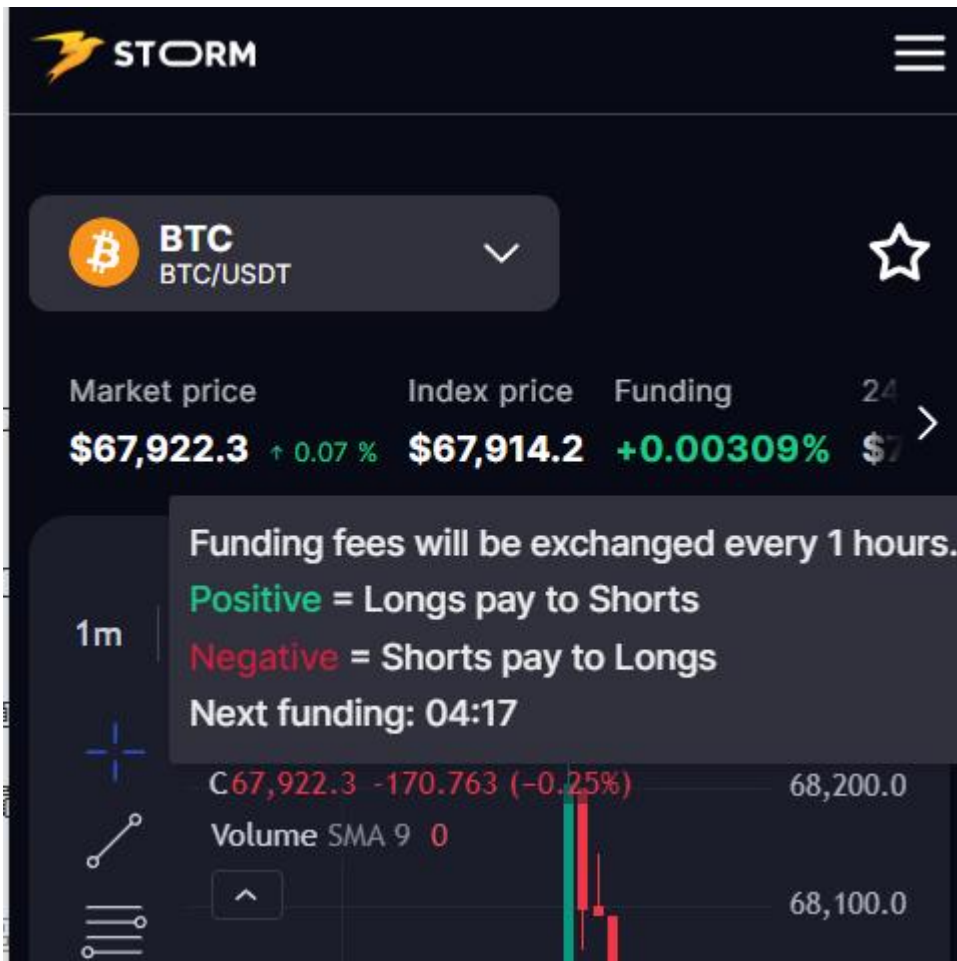 STORM
BTC
BTC/USDT
Market price Index price Funding 24
$67,922.3 ↑ 0.07 % $67,914.2 +0.00309% $
Funding fees will be exchanged every 1 hours.
Positive = Longs pay to Shorts
1m
Negative = Shorts pay to Longs
Next funding: 04:17
C67,922.3 -170.763 (−0.25%) 68,200.0
Volume SMA 9 0
68,100.0